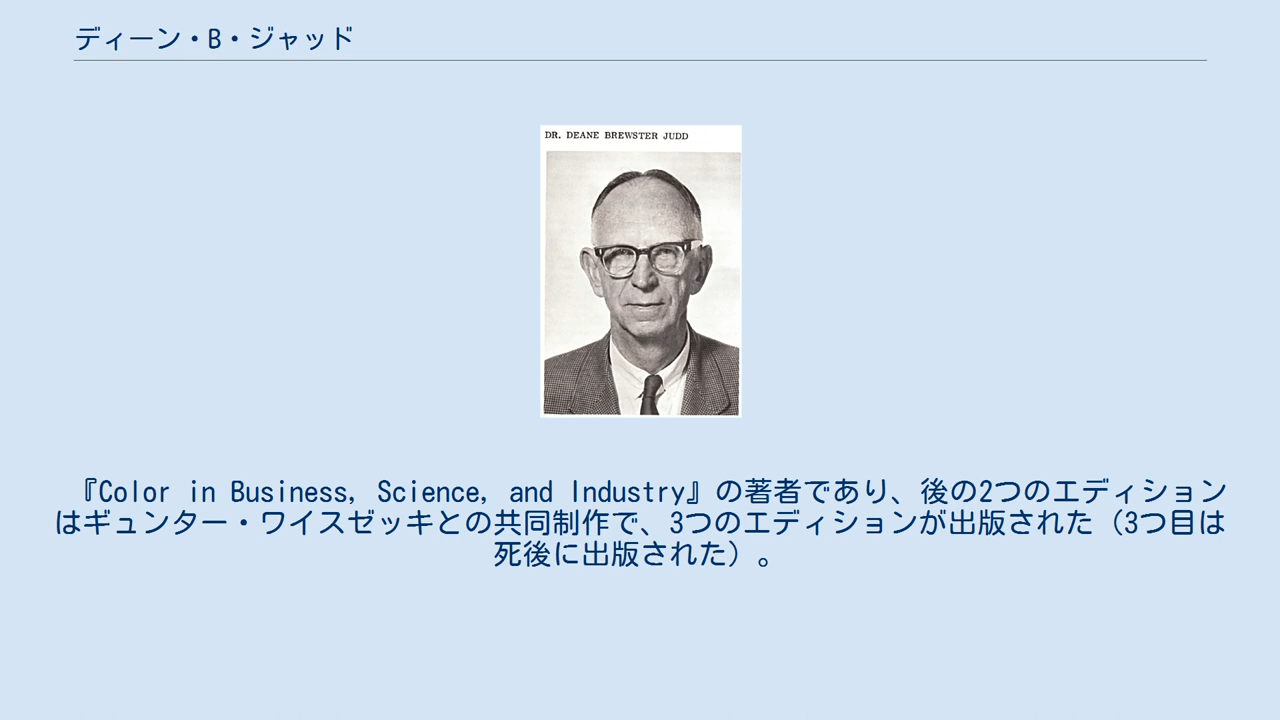 ディーン・B・ジャッド
DR. DEANE BREWSTER JUDD
『Color in Business, Science, and Industry』の著者であり、後の2つのエディション
はギュンター・ワイスゼッキとの共同制作で、3つのエディションが出版された（3つ目は
死後に出版された）。